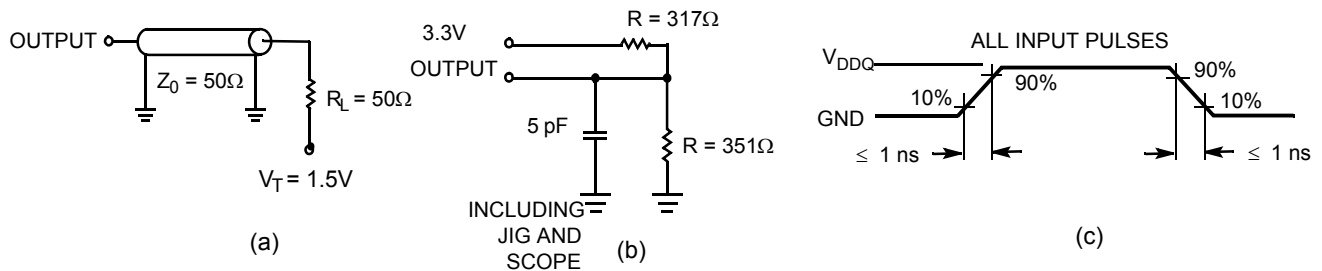 OUTPUT
Z0 = 50Ω
RL = 50Ω
VT = 1.5V
(a)
R = 317Ω
3.3V
OUTPUT
5 pF
R = 351Ω
INCLUDING
JIG AND
SCOPE
(b)
ALL INPUT PULSES
VDDQ
90%
10%
90%
10%
GND
≤ 1 ns
≤ 1 ns
(c)